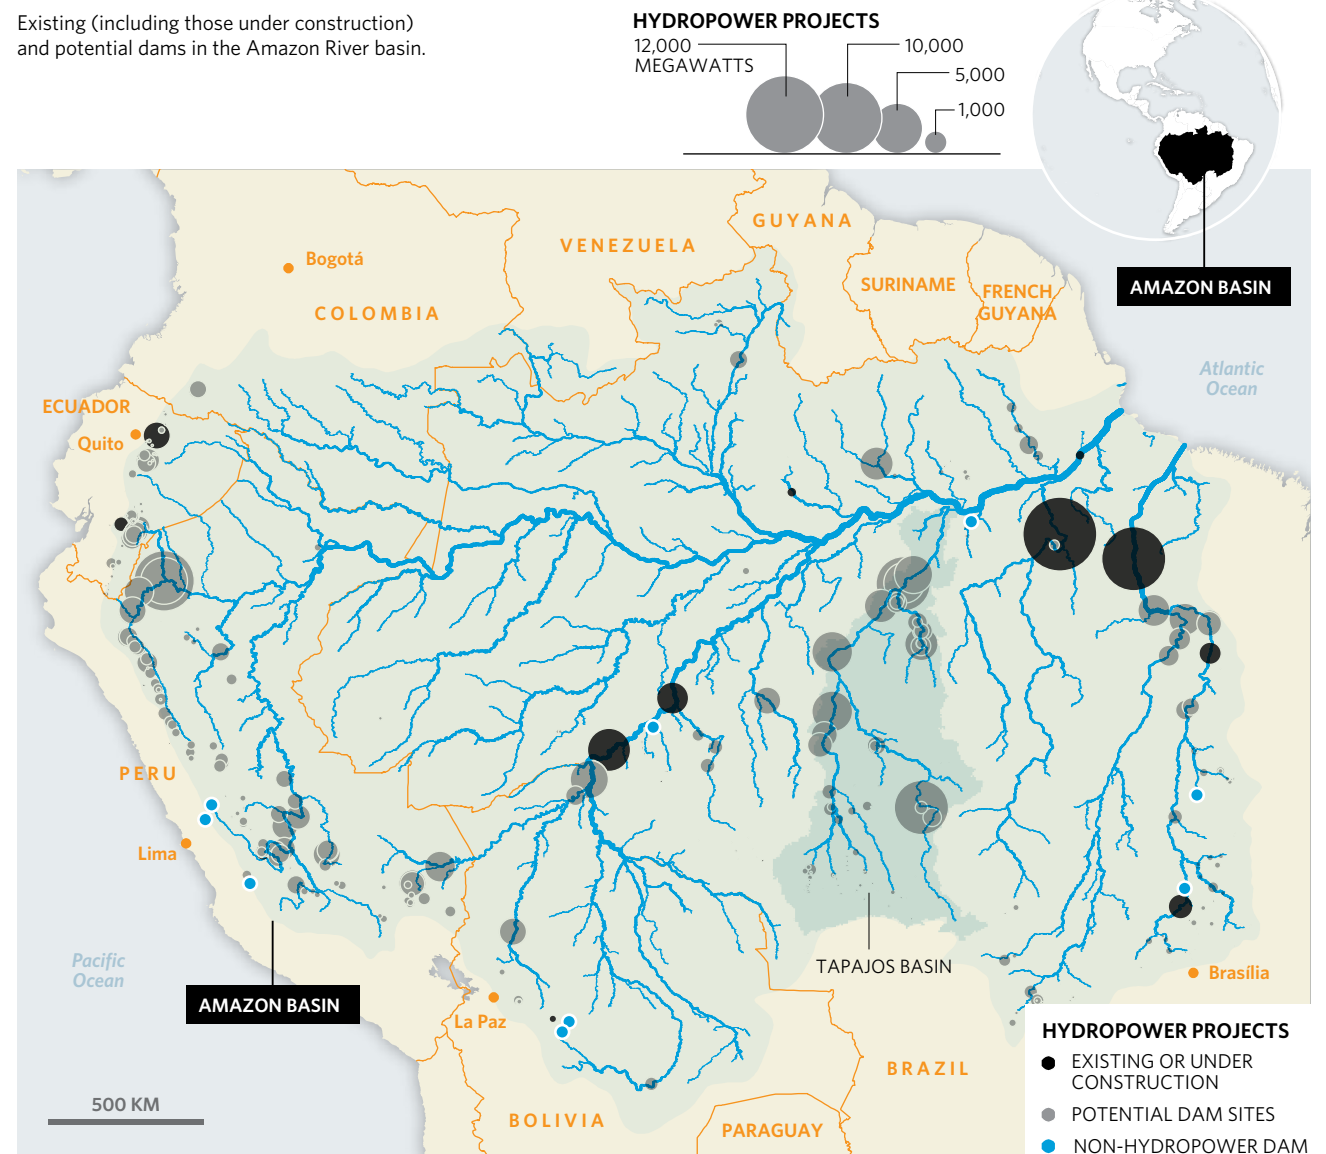 Existing (including those under construction)
and potential dams in the Amazon River basin.
HYDROPOWER PROJECTS
12,000
MEGAWATTS
10,000
5,000
1,000
AMAZON BASIN
GUYANA
VENEZUELA
SURINAME
FRENCH
GUYANA
Bogotá
COLOMBIA
Atlantic
Ocean
ECUADOR
Quito
PERU
Lima
Pacific
Ocean
TAPAJOS BASIN
Brasília
AMAZON BASIN
La Paz
BRAZIL
BOLIVIA
PARAGUAY
500 KM
HYDROPOWER PROJECTS
EXISTING OR UNDER
CONSTRUCTION
POTENTIAL DAM SITES
NON-HYDROPOWER DAM